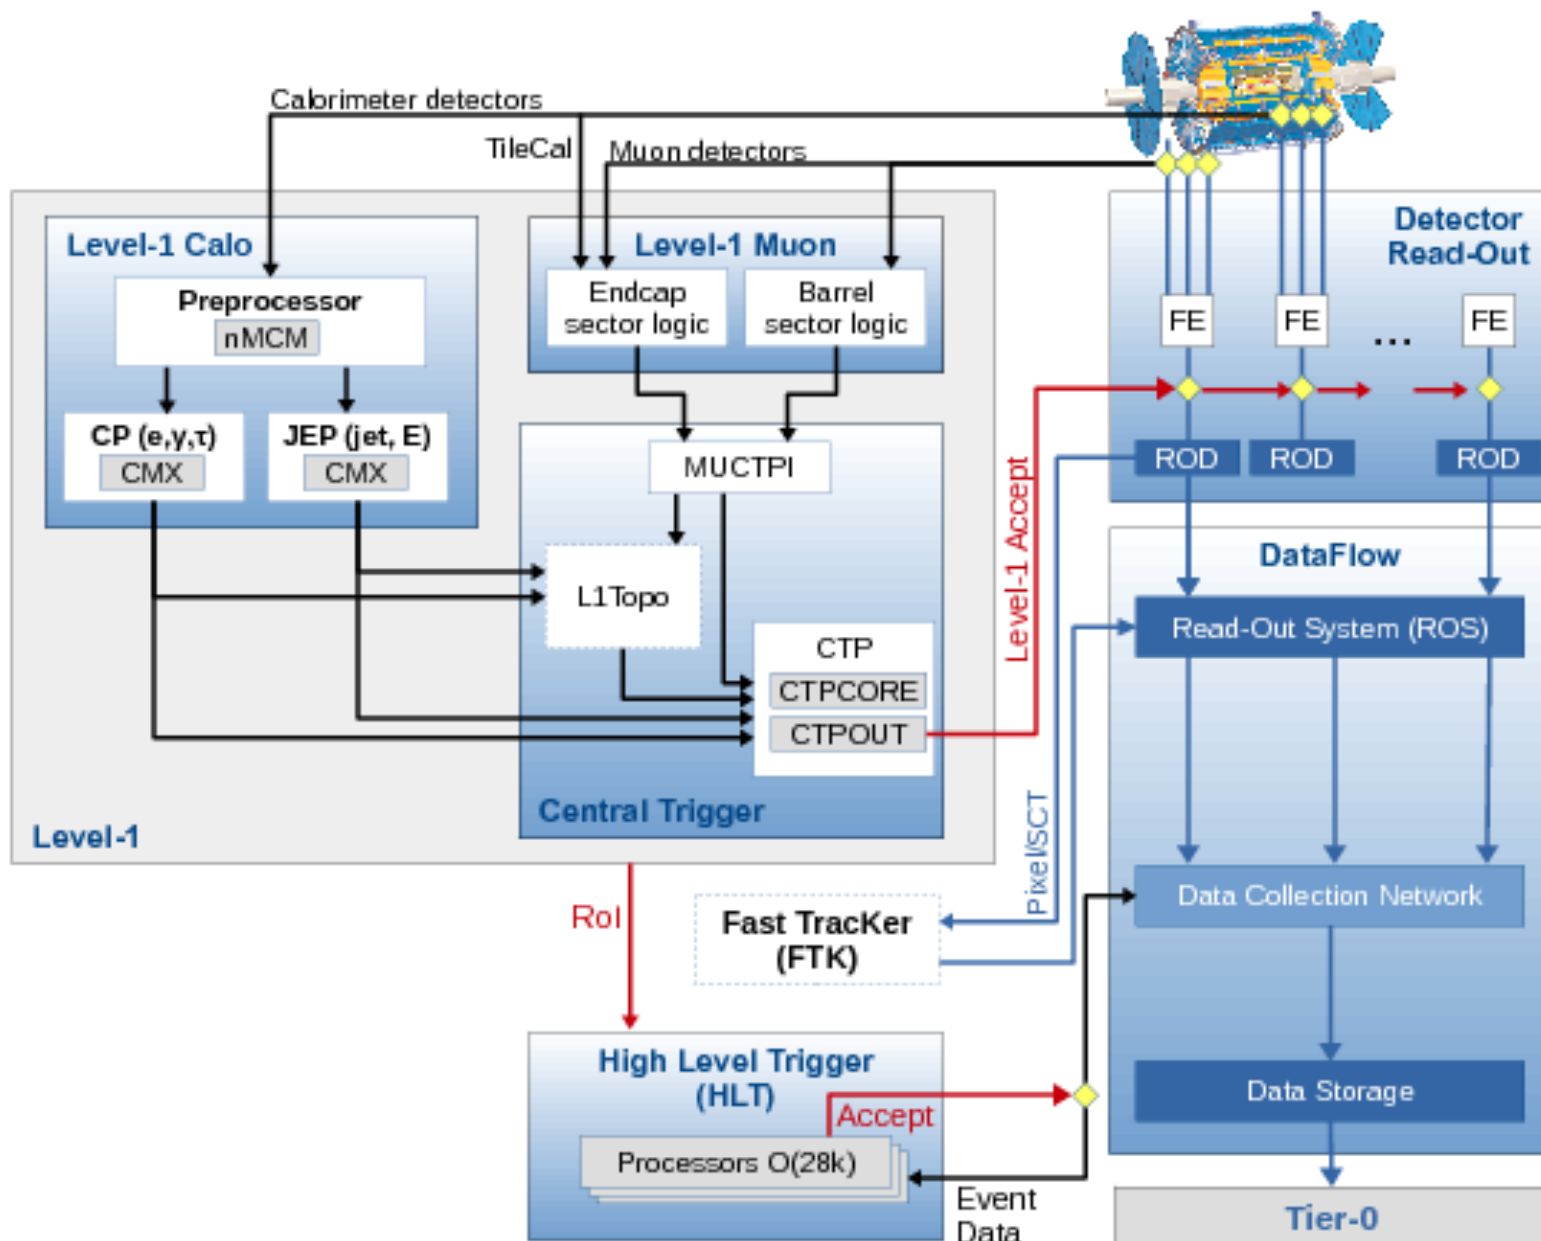 Calorimeter detectors
TileCal
Muon detectors
Level-1 Calo
Preprocessor
nMCM
CP (e,γ,τ)
CMX
JEP (jet, E)
CMX
Level-1 Muon
Endcap
sector logic
Barrel
sector logic
MUCTPI
L1Topo
CTP
CTPCORE
CTPOUT
Central Trigger
Level-1
Level-1 Accept
Detector
Read-Out
FE
FE
...
FE
ROD
ROD
ROD
DataFlow
Read-Out System (ROS)
Pixel/SCT
Data Collection Network
RoI
Fast TracKer
(FTK)
High Level Trigger
(HLT)
Accept
Processors O(28k)
Event
Data
Data Storage
Tier-0